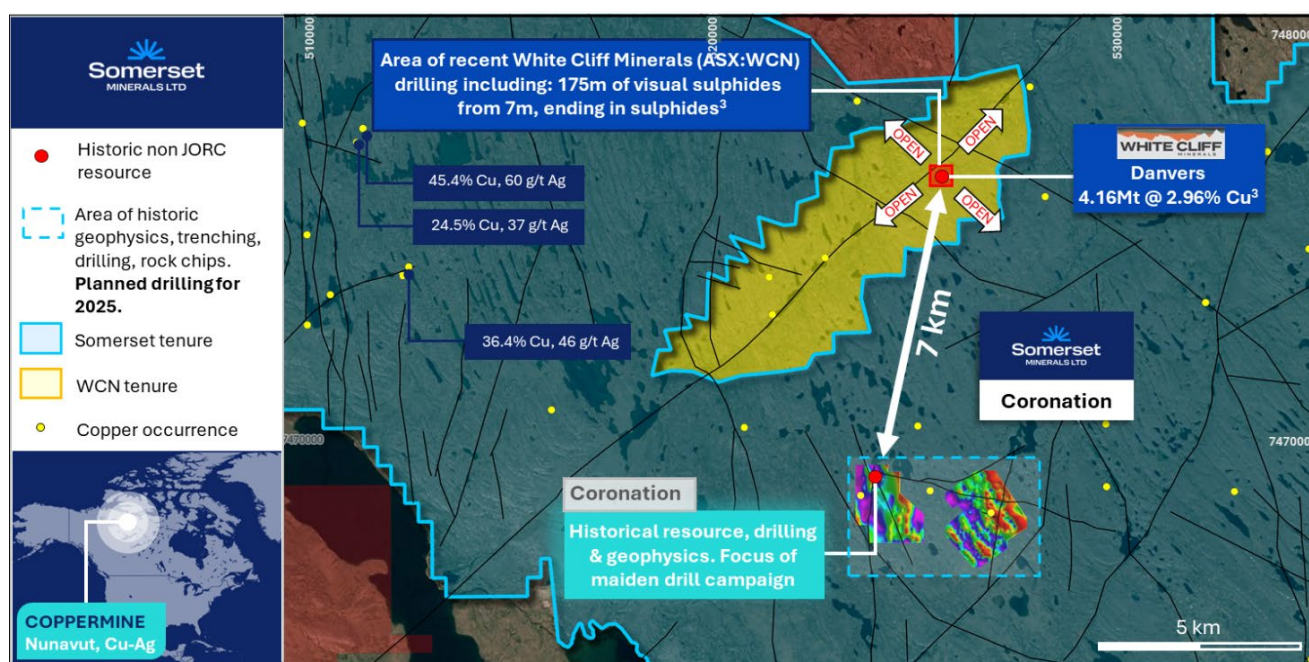 Somerset
MINERALS LTD
Historic non JORC
resource
Area of historic
geophysics, trenching,
drilling, rock chips.
Planned drilling for
2025.
Somerset tenure
WCN tenure
Copper occurrence
COPPERMINE
Nunavut, Cu-Ag
510000
520000
530000
748000
Area of recent White Cliff Minerals (ASX:WCN)
drilling including: 175m of visual sulphides
from 7m, ending in sulphides³
45.4% Cu, 60 g/t Ag
24.5% Cu, 37 g/t Ag
36.4% Cu, 46 g/t Ag
OPEN
OPEN
OPEN
OPEN
WHITE CLIFF
MINERALS
Danvers
4.16Mt @ 2.96% Cu³
7 km
Somerset
MINERALS LTD
Coronation
7470000
747000
Coronation
Historical resource, drilling
& geophysics. Focus of
maiden drill campaign
5 km